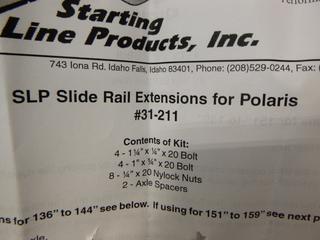 Starting
Line Products, Inc.
743 Iona Rd. Idaho Falls, Idaho 83401, Phone: (208)529-0244, Fax: (
SLP Slide Rail Extensions for Polaris
#31-211
Contents of Kit:
4 - 1¼" x ¼" x 20 Bolt
4 - 1" x ¼" x 20 Bolt
8 - ¼" x 20 Nylock Nuts
2 - Axle Spacers
for 136" to 144" see below. If using for 151" to 159" see next